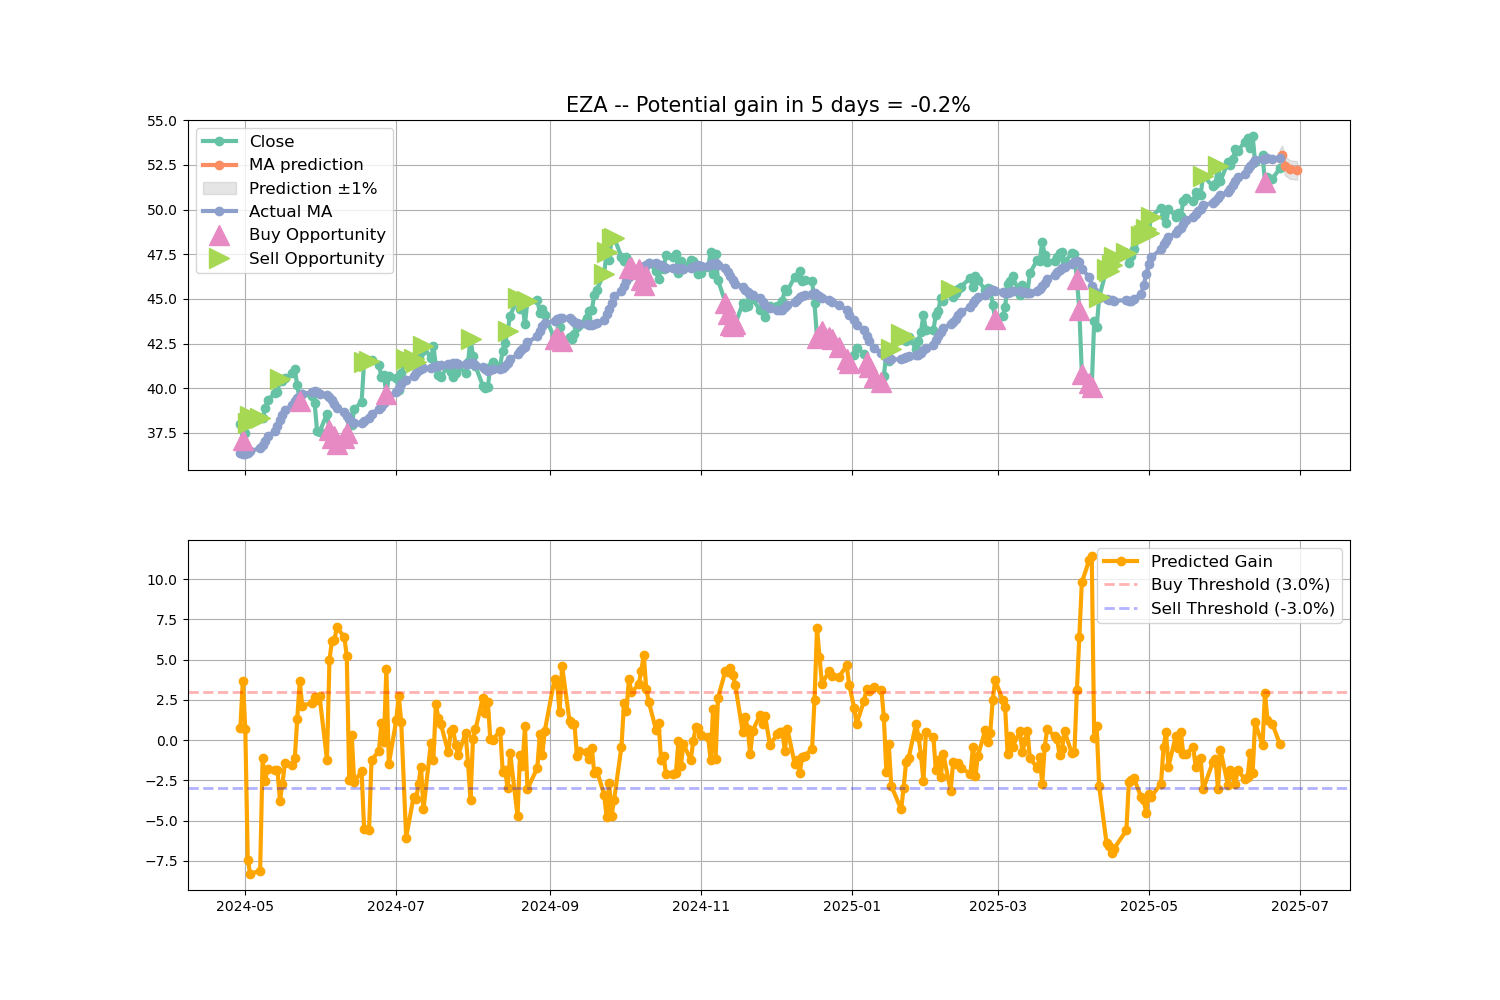 EZA -- Potential gain in 5 days = -0.2%
55.0
52.5
50.0
47.5
45.0
42.5
40.0
37.5
Close
MA prediction
Prediction ±1%
Actual MA
Buy Opportunity
Sell Opportunity
10.0
7.5
5.0
2.5
0.0
−2.5
−5.0
−7.5
Predicted Gain
Buy Threshold (3.0%)
Sell Threshold (-3.0%)
2024-05 2024-07 2024-09 2024-11 2025-01 2025-03 2025-05 2025-07